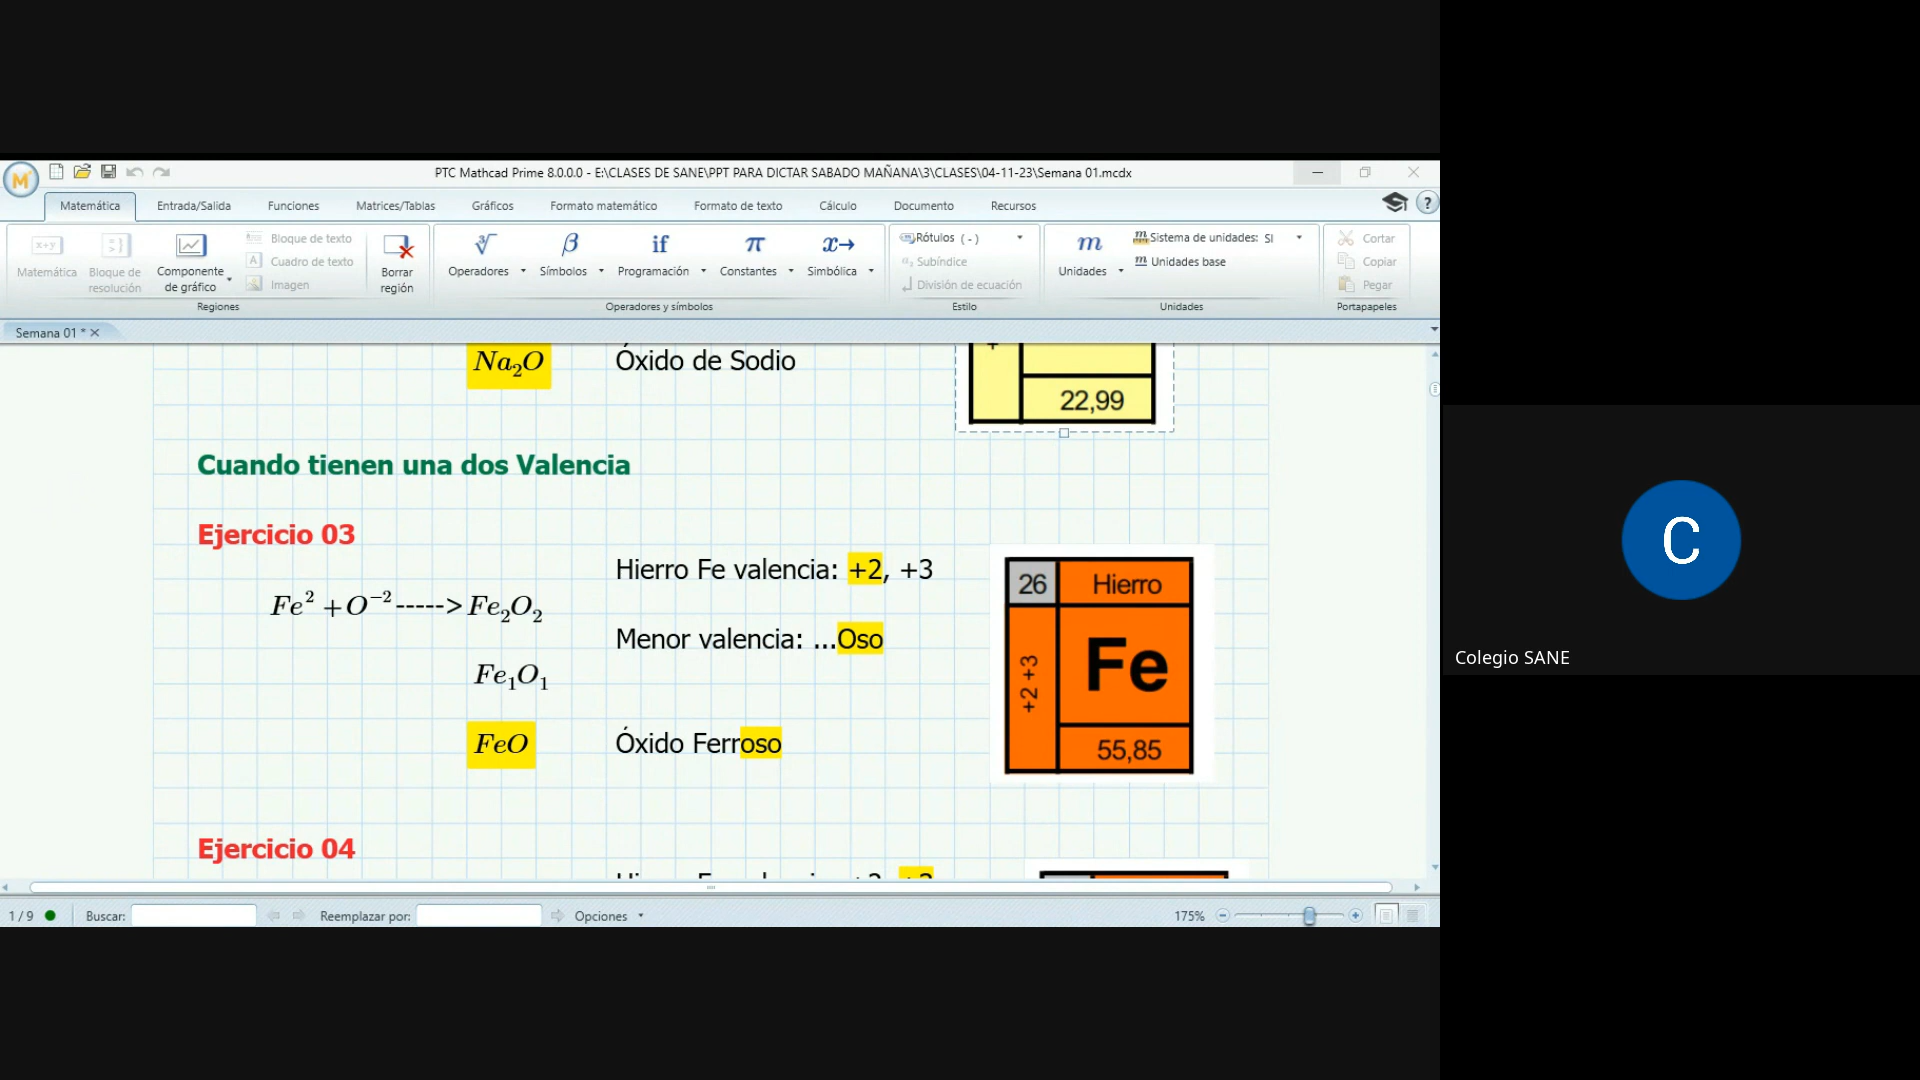 PTC Mathcad Prime 8.0.0.0 - E:\CLASES DE SANE\PPT PARA DICTAR SABADO MAÑANA\3\CLASES\04-11-23\Semana 01.mcdx
Matemática Entrada/Salida Funciones Matrices/Tablas Gráficos Formato matemático Formato de texto Cálculo Documento Recursos
Matemática
Bloque de resolución
Componente de gráfico
Bloque de texto
Cuadro de texto
Imagen
Borrar región
Regiones
Operadores
Símbolos
if
Programación
Constantes
Simbólica
Operadores y símbolos
Rótulos ( - )
Subíndice
División de ecuación
Estilo
Unidades
Sistema de unidades: SI
Unidades base
Unidades
Cortar
Copiar
Pegar
Portapapeles
Semana 01 *
Na₂O Óxido de Sodio
22,99
Cuando tienen una dos Valencia
Ejercicio 03
Hierro Fe valencia: +2, +3
Fe² + O⁻² -----> Fe₂O₂
Menor valencia: ...Oso
Fe₁O₁
FeO Óxido Ferroso
26 Hierro
+2 +3
Fe
55,85
Ejercicio 04
1 / 9 Buscar: Reemplazar por: Opciones 175%
C
Colegio SANE